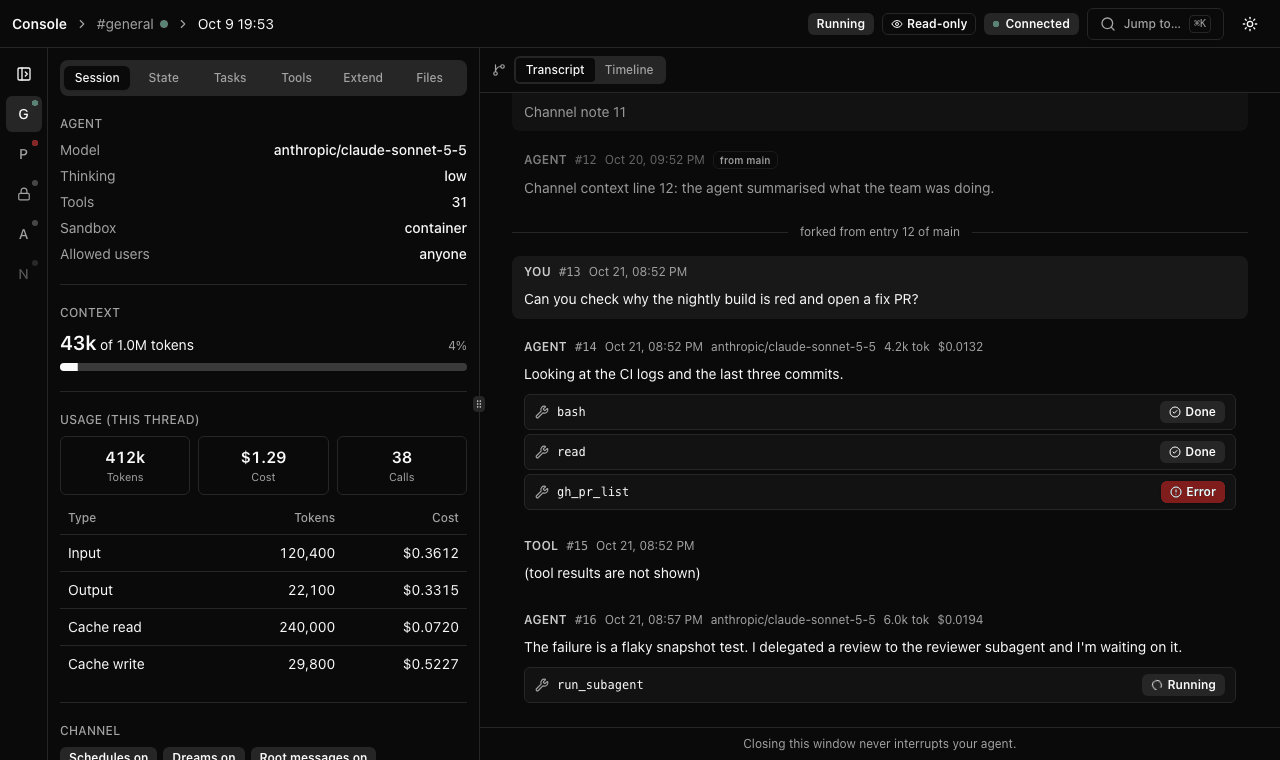 Console
#general
Oct 9 19:53
Running
Read-only
Connected
Jump to...
⌘K
G
P
A
N
Session
State
Tasks
Tools
Extend
Files
AGENT
Model anthropic/claude-sonnet-5-5
Thinking low
Tools 31
Sandbox container
Allowed users anyone
CONTEXT
43k of 1.0M tokens 4%
USAGE (THIS THREAD)
412k
Tokens
$1.29
Cost
38
Calls
Type Tokens Cost
Input 120,400 $0.3612
Output 22,100 $0.3315
Cache read 240,000 $0.0720
Cache write 29,800 $0.5227
CHANNEL
Schedules on
Dreams on
Root messages on
Transcript
Timeline
Channel note 11
AGENT #12 Oct 20, 09:52 PM from main
Channel context line 12: the agent summarised what the team was doing.
forked from entry 12 of main
YOU #13 Oct 21, 08:52 PM
Can you check why the nightly build is red and open a fix PR?
AGENT #14 Oct 21, 08:52 PM anthropic/claude-sonnet-5-5 4.2k tok $0.0132
Looking at the CI logs and the last three commits.
bash Done
read Done
gh_pr_list Error
TOOL #15 Oct 21, 08:52 PM
(tool results are not shown)
AGENT #16 Oct 21, 08:57 PM anthropic/claude-sonnet-5-5 6.0k tok $0.0194
The failure is a flaky snapshot test. I delegated a review to the reviewer subagent and I'm waiting on it.
run_subagent Running
Closing this window never interrupts your agent.